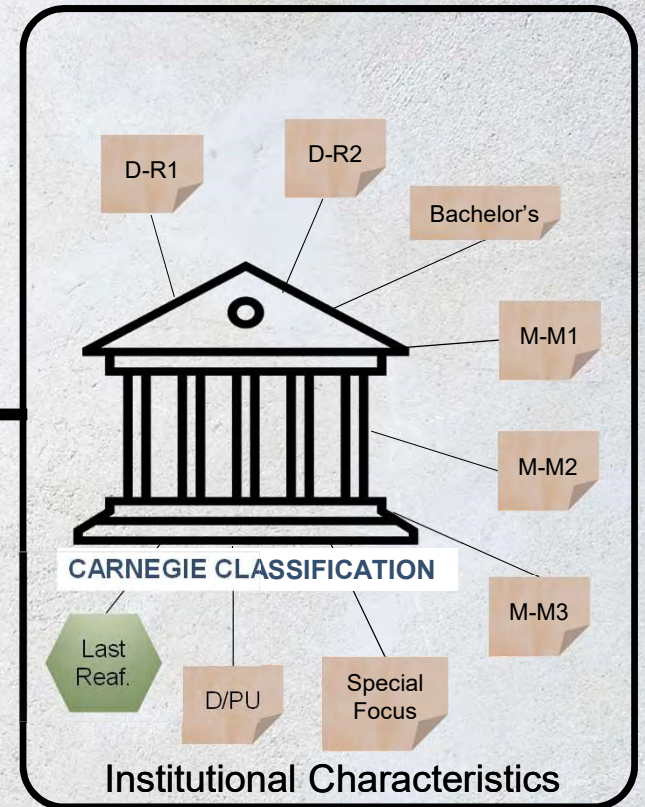 D-R1
D-R2
Bachelor's
M-M1
M-M2
M-M3
CARNEGIE CLASSIFICATION
Last
Reaf.
D/PU
Special
Focus
Institutional Characteristics